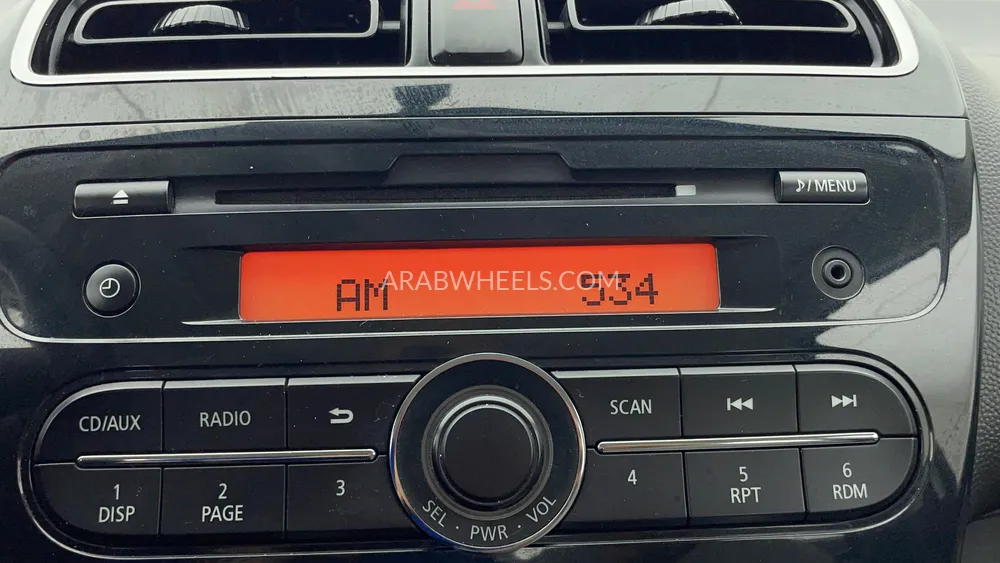 ♪/MENU
ARABWHEELS.COM
AM 534
CD/AUX RADIO SCAN
1 DISP 2 PAGE 3 4 5 RPT 6 RDM
SEL · PWR · VOL